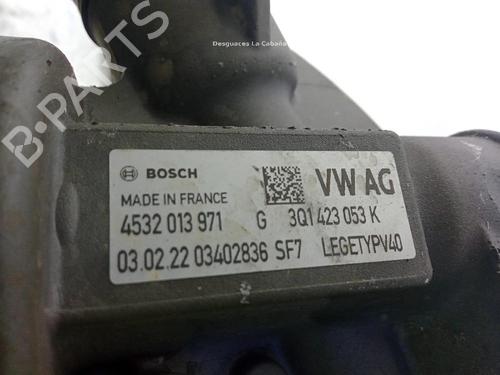 Desguaces La Cabaña
B-PARTS
BOSCH
VW AG
MADE IN FRANCE
4532 013 971 G 3Q1 423 053 K
03.02.22 03402836 SF7 LEGETYPV40